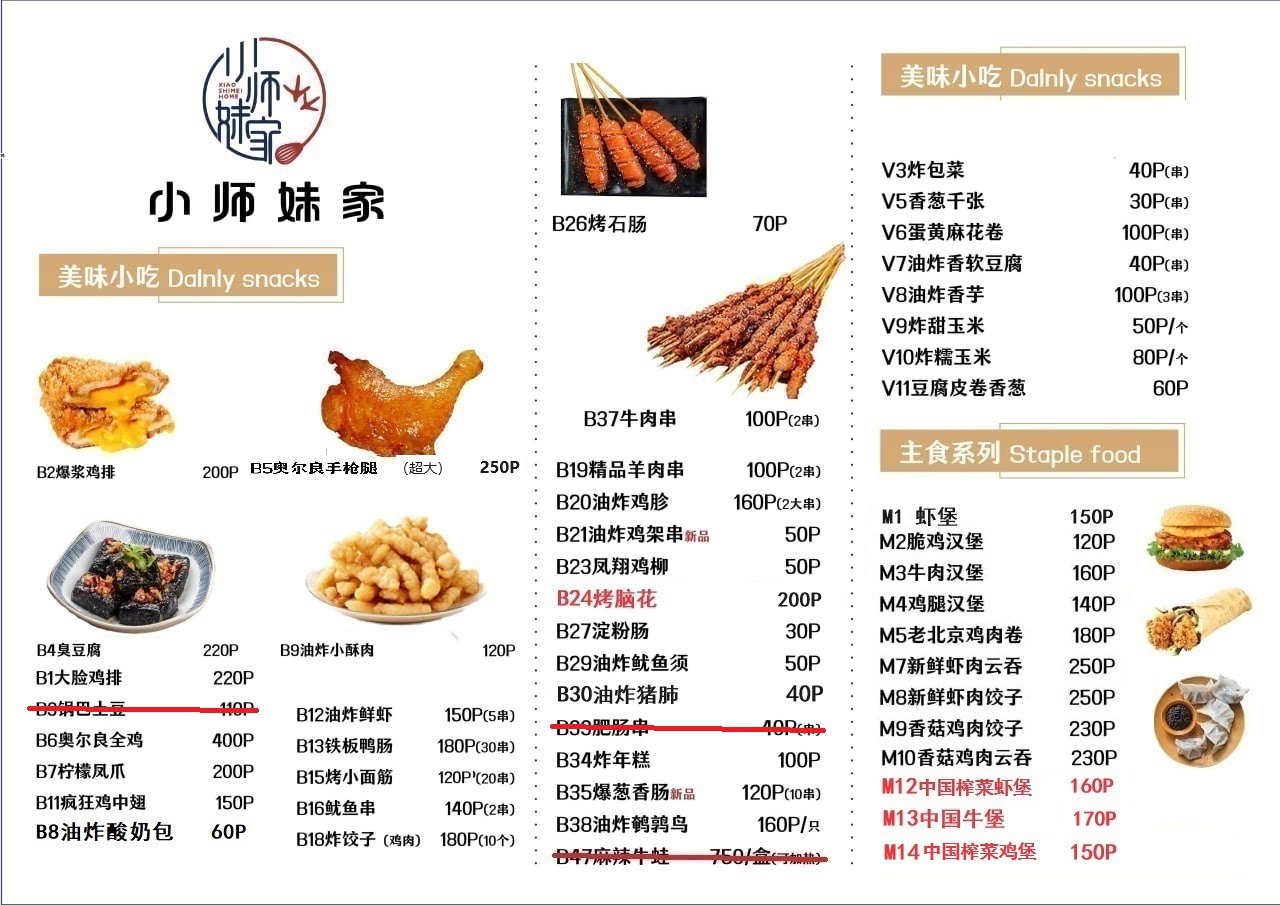 小师妹家
XIAO
SHIMEI
HOME
小师妹家
美味小吃 Dalnly snacks
B2爆浆鸡排 200P
B5奥尔良手枪腿 （超大） 250P
B4臭豆腐 220P
B9油炸小酥肉 120P
B1大脸鸡排 220P
B3锅巴土豆 110P
B6奥尔良全鸡 400P
B7柠檬凤爪 200P
B11疯狂鸡中翅 150P
B8油炸酸奶包 60P
B12油炸鲜虾 150P(5串)
B13铁板鸭肠 180P(30串)
B15烤小面筋 120P'(20串)
B16鱿鱼串 140P(2串)
B18炸饺子（鸡肉） 180P(10个)
B26烤石肠 70P
B37牛肉串 100P(2串)
B19精品羊肉串 100P(2串)
B20油炸鸡胗 160P(2大串)
B21油炸鸡架串新品 50P
B23凤翔鸡柳 50P
B24烤脑花 200P
B27淀粉肠 30P
B29油炸鱿鱼须 50P
B30油炸猪肺 40P
B33肥肠串 40P(串)
B34炸年糕 100P
B35爆葱香肠新品 120P(10串)
B38油炸鹌鹑鸟 160P/只
B47麻辣牛蛙 750/盒(可加热)
美味小吃 Dalnly snacks
V3炸包菜 40P(串)
V5香葱千张 30P(串)
V6蛋黄麻花卷 100P(串)
V7油炸香软豆腐 40P(串)
V8油炸香芋 100P(3串)
V9炸甜玉米 50P/个
V10炸糯玉米 80P/个
V11豆腐皮卷香葱 60P
主食系列 Staple food
M1 虾堡 150P
M2脆鸡汉堡 120P
M3牛肉汉堡 160P
M4鸡腿汉堡 140P
M5老北京鸡肉卷 180P
M7新鲜虾肉云吞 250P
M8新鲜虾肉饺子 250P
M9香菇鸡肉饺子 230P
M10香菇鸡肉云吞 230P
M12中国榨菜虾堡 160P
M13中国牛堡 170P
M14中国榨菜鸡堡 150P